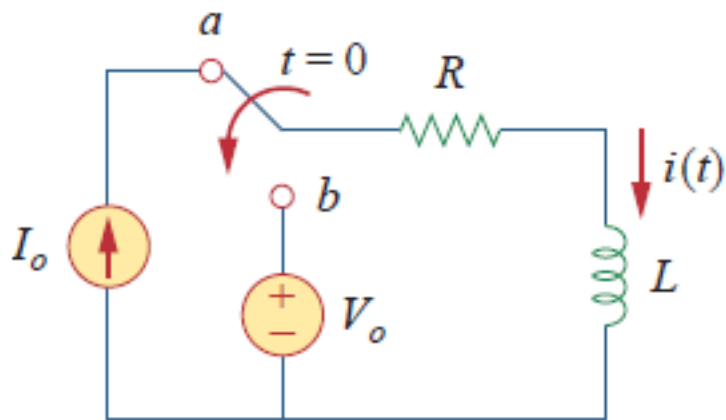 a
t = 0
R
i(t)
b
I_o
+
−
V_o
L